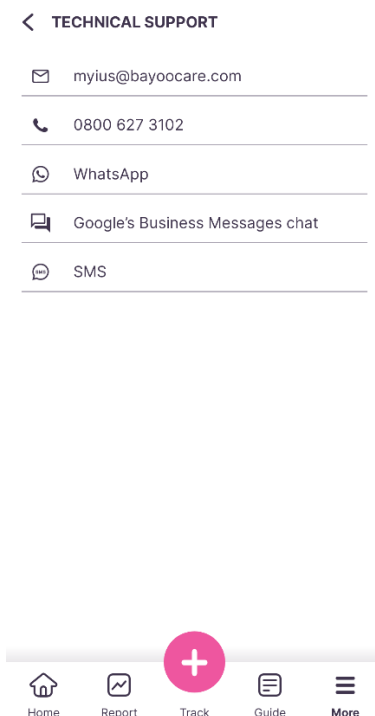 TECHNICAL SUPPORT
myius@bayoocare.com
0800 627 3102
WhatsApp
Google's Business Messages chat
SMS
SMS
Home
Report
Track
Guide
More